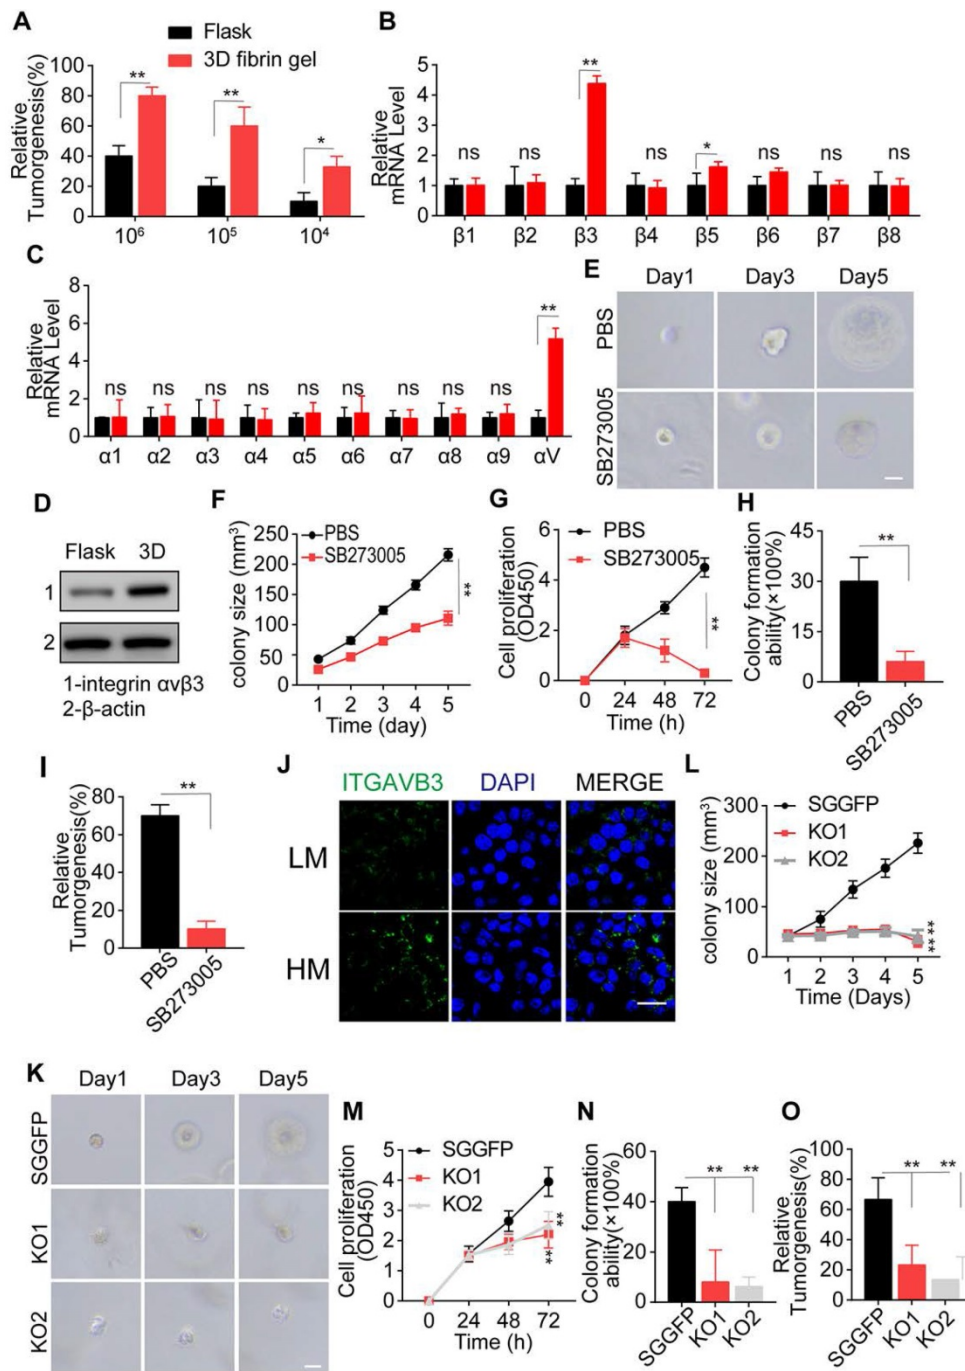 A
Flask
3D fibrin gel
Relative
Tumorgenesis(%)
100
80
60
40
20
0
**
**
*
10⁶
10⁵
10⁴
B
Relative
mRNA Level
5
4
3
2
1
0
ns
ns
**
ns
*
ns
ns
ns
β1
β2
β3
β4
β5
β6
β7
β8
C
Relative
mRNA Level
8
6
4
2
0
ns
ns
ns
ns
ns
ns
ns
ns
ns
**
α1
α2
α3
α4
α5
α6
α7
α8
α9
αV
E
Day1
Day3
Day5
PBS
SB273005
D
Flask
3D
1
2
1-integrin αvβ3
2-β-actin
F
colony size (mm³)
250
200
150
100
50
0
PBS
SB273005
**
1
2
3
4
5
Time (day)
G
Cell proliferation
(OD450)
6
4
2
0
PBS
SB273005
**
0
24
48
72
Time (h)
H
Colony formation
ability(×100%)
45
30
15
0
**
PBS
SB273005
I
Relative
Tumorgenesis(%)
80
60
40
20
0
**
PBS
SB273005
J
ITGAVB3
DAPI
MERGE
LM
HM
L
colony size (mm³)
300
200
100
0
SGGFP
KO1
KO2
**
**
1
2
3
4
5
Time (Days)
K
Day1
Day3
Day5
SGGFP
KO1
KO2
M
Cell proliferation
(OD450)
5
4
3
2
1
0
SGGFP
KO1
KO2
**
**
0
24
48
72
Time (h)
N
Colony formation
ability(×100%)
60
40
20
0
**
**
SGGFP
KO1
KO2
O
Relative
Tumorgenesis(%)
100
80
60
40
20
0
**
**
SGGFP
KO1
KO2